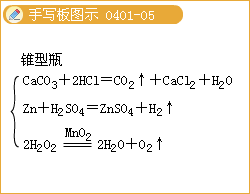 手写板图示 0401-05
锥型瓶
CaCO₃＋2HCl＝CO₂↑＋CaCl₂＋H₂O
Zn＋H₂SO₄＝ZnSO₄＋H₂↑
MnO₂
2H₂O₂ ══ 2H₂O＋O₂↑